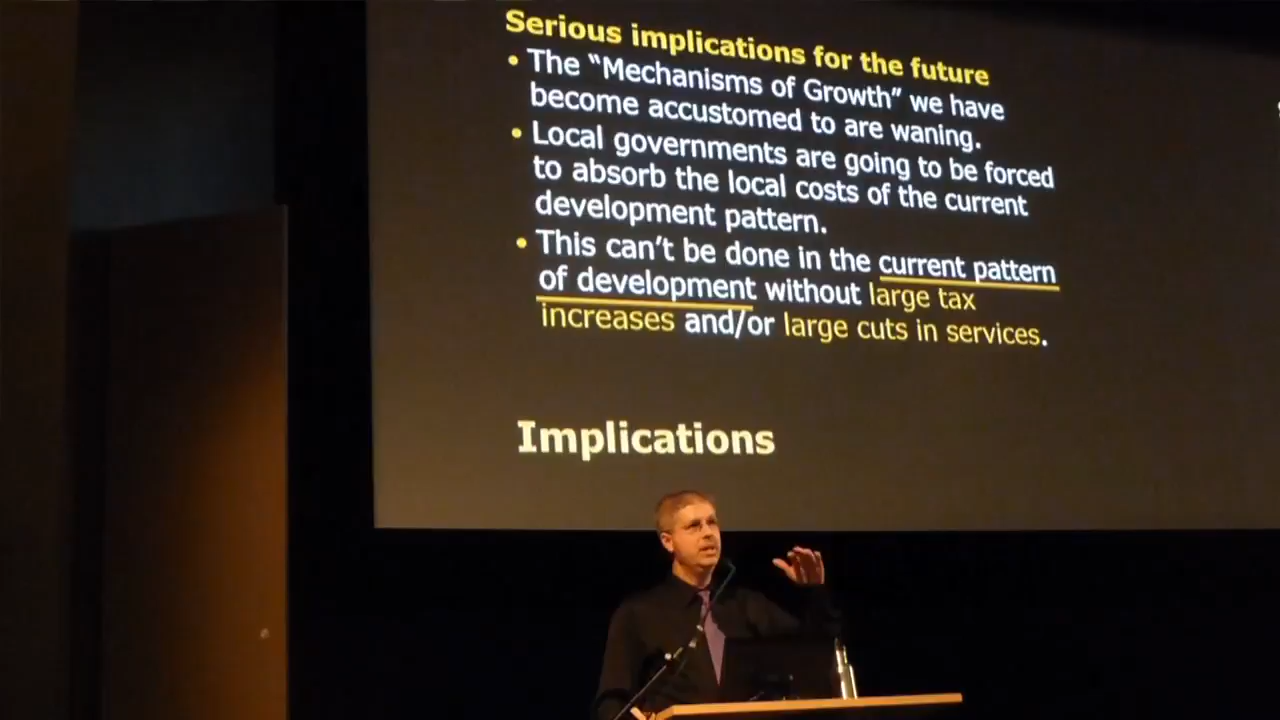 Serious implications for the future
• The “Mechanisms of Growth” we have
become accustomed to are waning.
• Local governments are going to be forced
to absorb the local costs of the current
development pattern.
• This can’t be done in the current pattern
of development without large tax
increases and/or large cuts in services.
Implications